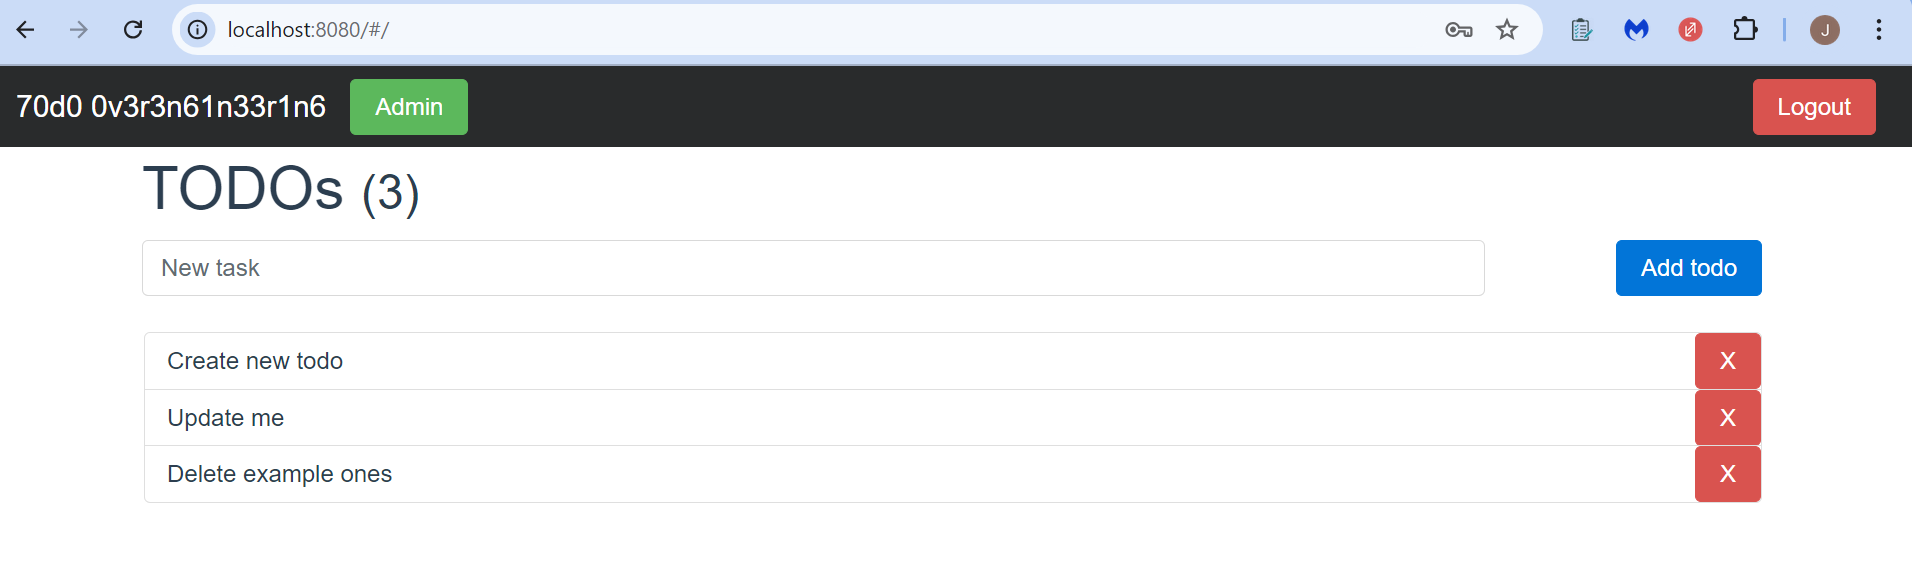 localhost:8080/#/
J
70d0 0v3r3n61n33r1n6 Admin Logout
TODOs (3)
New task Add todo
Create new todo X
Update me X
Delete example ones X